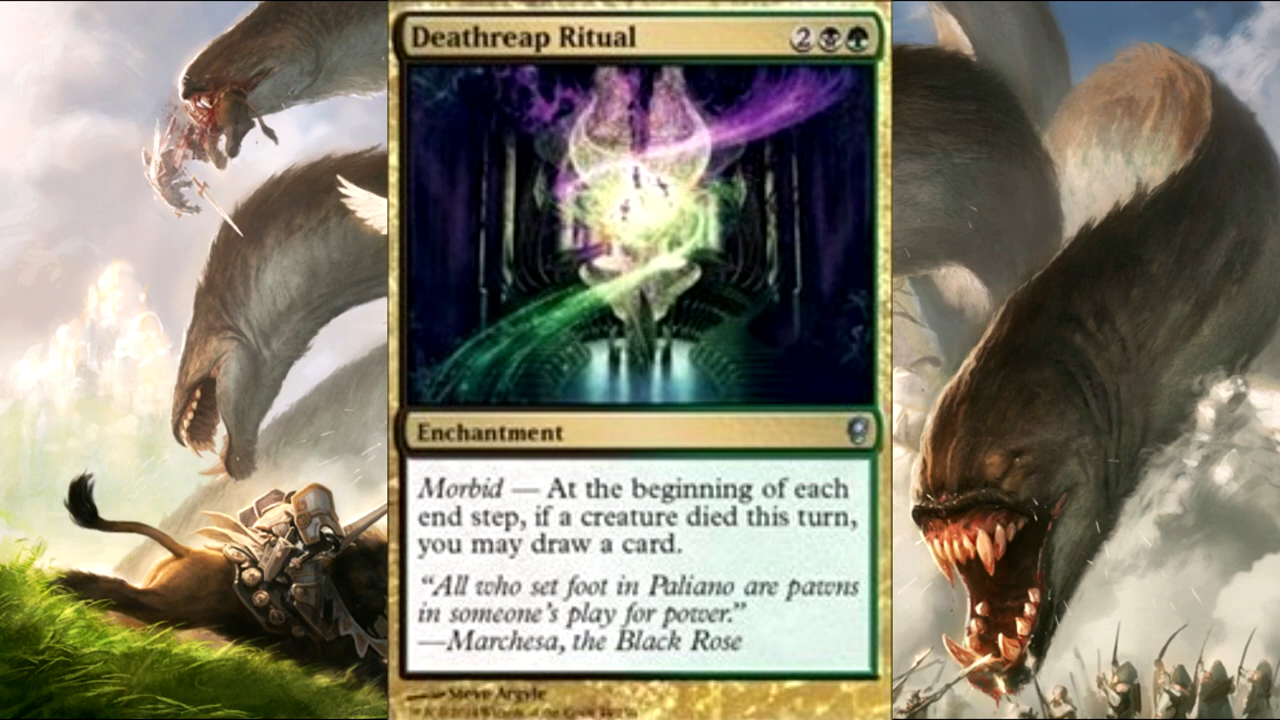 Deathreap Ritual 2
Enchantment
Morbid — At the beginning of each
end step, if a creature died this turn,
you may draw a card.
“All who set foot in Paliano are pawns
in someone’s play for power.”
—Marchesa, the Black Rose
Steve Argyle